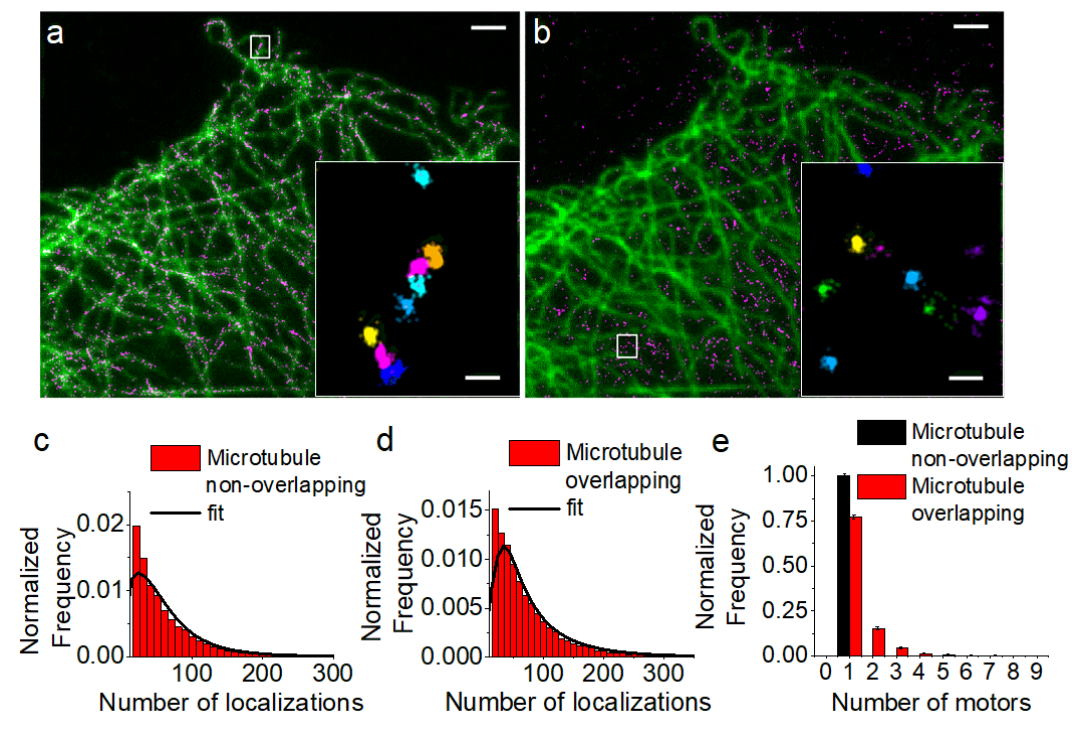 a
b
c
Microtubule
non-overlapping
fit
Normalized
Frequency
0.02
0.01
0.00
100
200
300
Number of localizations
d
Microtubule
overlapping
fit
Normalized
Frequency
0.015
0.010
0.005
0.000
100
200
300
Number of localizations
e
Microtubule
non-overlapping
Microtubule
overlapping
Normalized
Frequency
1.00
0.75
0.50
0.25
0.00
0 1 2 3 4 5 6 7 8 9
Number of motors